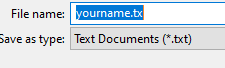 File name: yourname.tx
Save as type: Text Documents (*.txt)